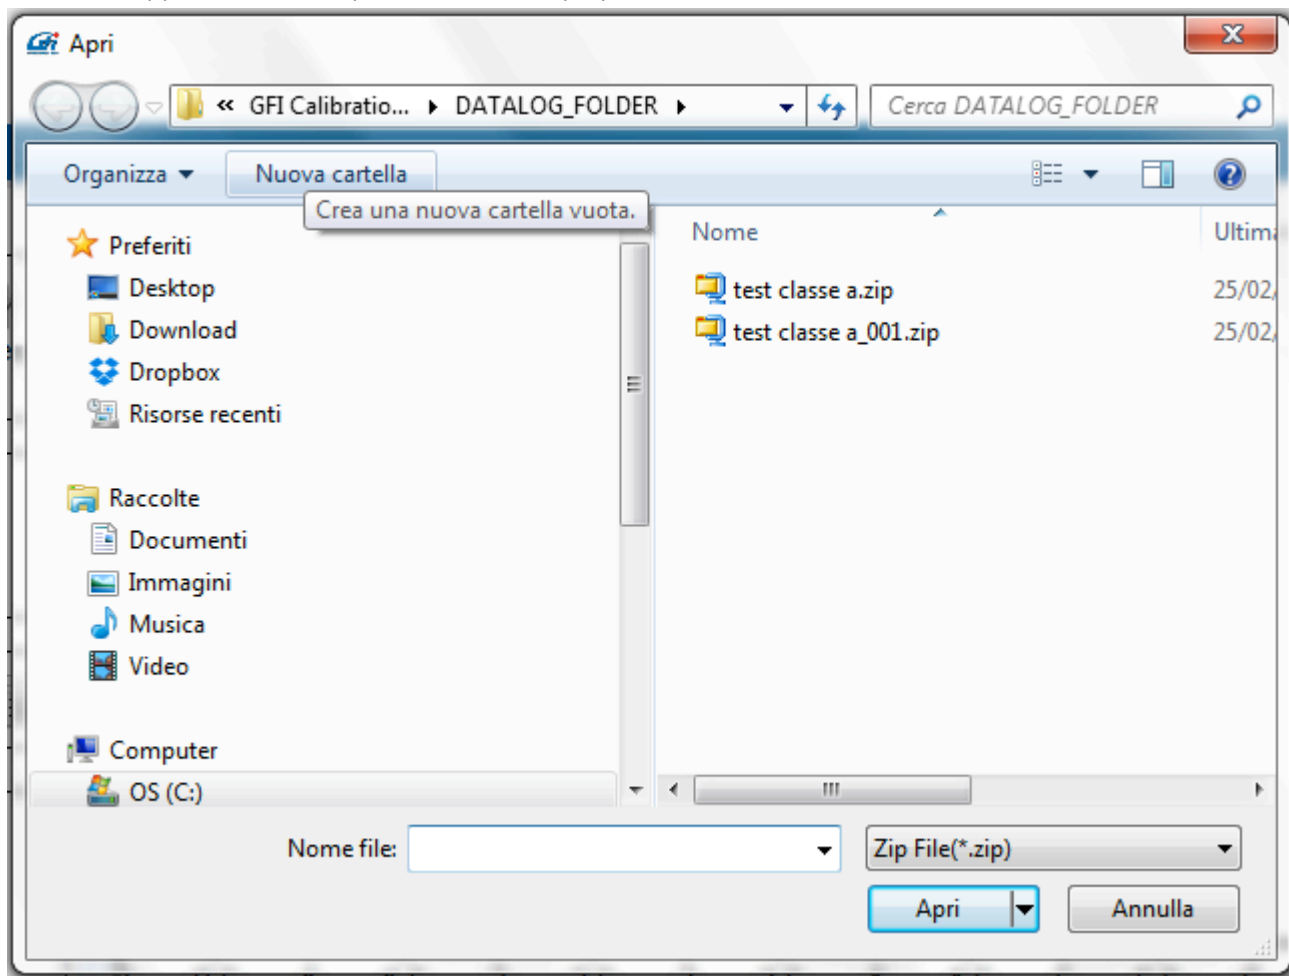 GFi Apri
« GFI Calibratio... DATALOG_FOLDER Cerca DATALOG_FOLDER
Organizza Nuova cartella
Crea una nuova cartella vuota.
Preferiti
Desktop
Download
Dropbox
Risorse recenti
Raccolte
Documenti
Immagini
Musica
Video
Computer
OS (C:)
Nome Ultima
test classe a.zip 25/02/
test classe a_001.zip 25/02/
Nome file: Zip File(*.zip)
Apri Annulla